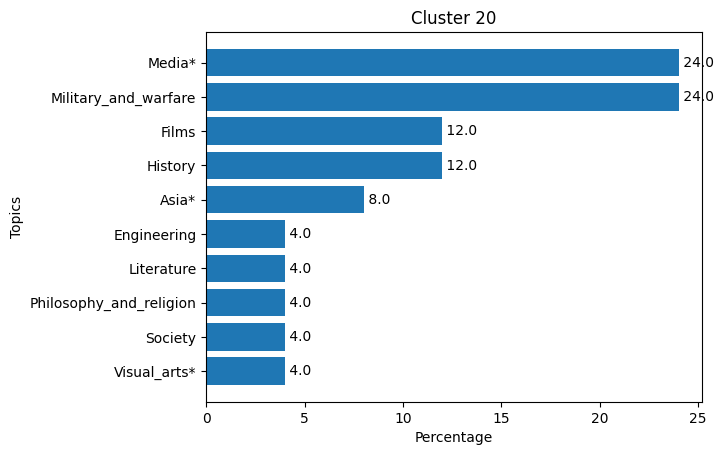 Cluster 20
Media* 24.0
Military_and_warfare 24.0
Films 12.0
History 12.0
Asia* 8.0
Engineering 4.0
Literature 4.0
Philosophy_and_religion 4.0
Society 4.0
Visual_arts* 4.0
Topics
0 5 10 15 20 25
Percentage